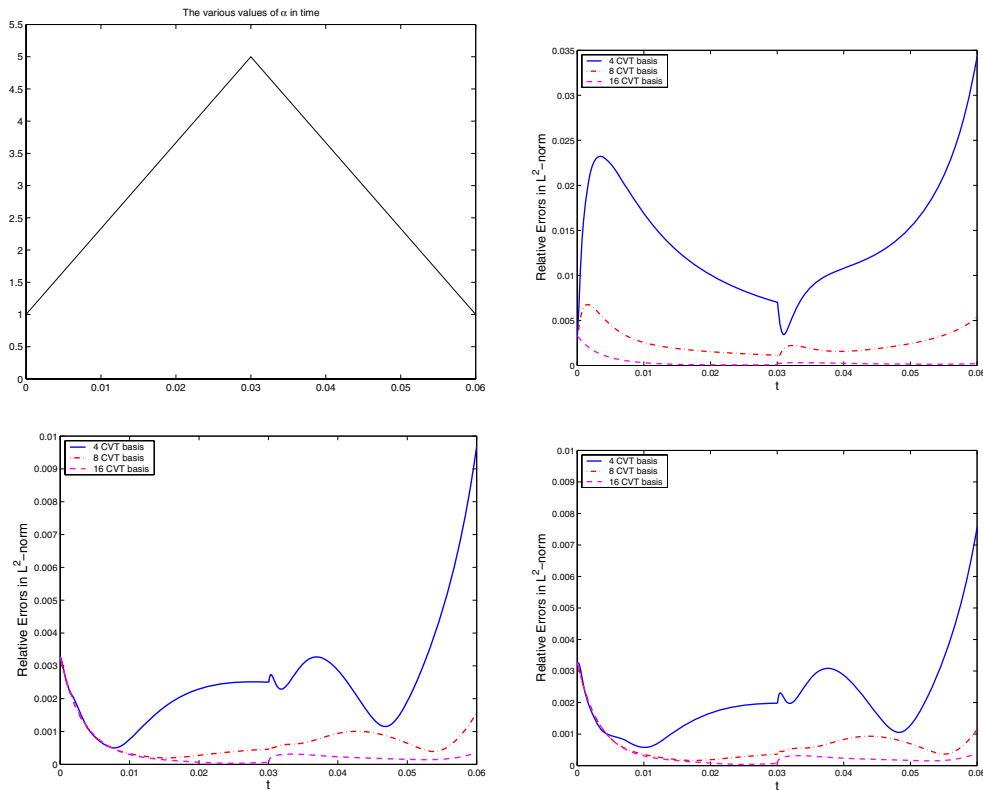 The various values of α in time
5.5
5
4.5
4
3.5
3
2.5
2
1.5
1
0.5
0
0 0.01 0.02 0.03 0.04 0.05 0.06
0.035
0.03
0.025
0.02
0.015
0.01
0.005
0
Relative Errors in L²−norm
4 CVT basis
8 CVT basis
16 CVT basis
0 0.01 0.02 0.03 0.04 0.05 0.06
t
0.01
0.009
0.008
0.007
0.006
0.005
0.004
0.003
0.002
0.001
0
Relative Errors in L²−norm
4 CVT basis
8 CVT basis
16 CVT basis
0 0.01 0.02 0.03 0.04 0.05 0.06
t
0.01
0.009
0.008
0.007
0.006
0.005
0.004
0.003
0.002
0.001
0
Relative Errors in L²−norm
4 CVT basis
8 CVT basis
16 CVT basis
0 0.01 0.02 0.03 0.04 0.05 0.06
t